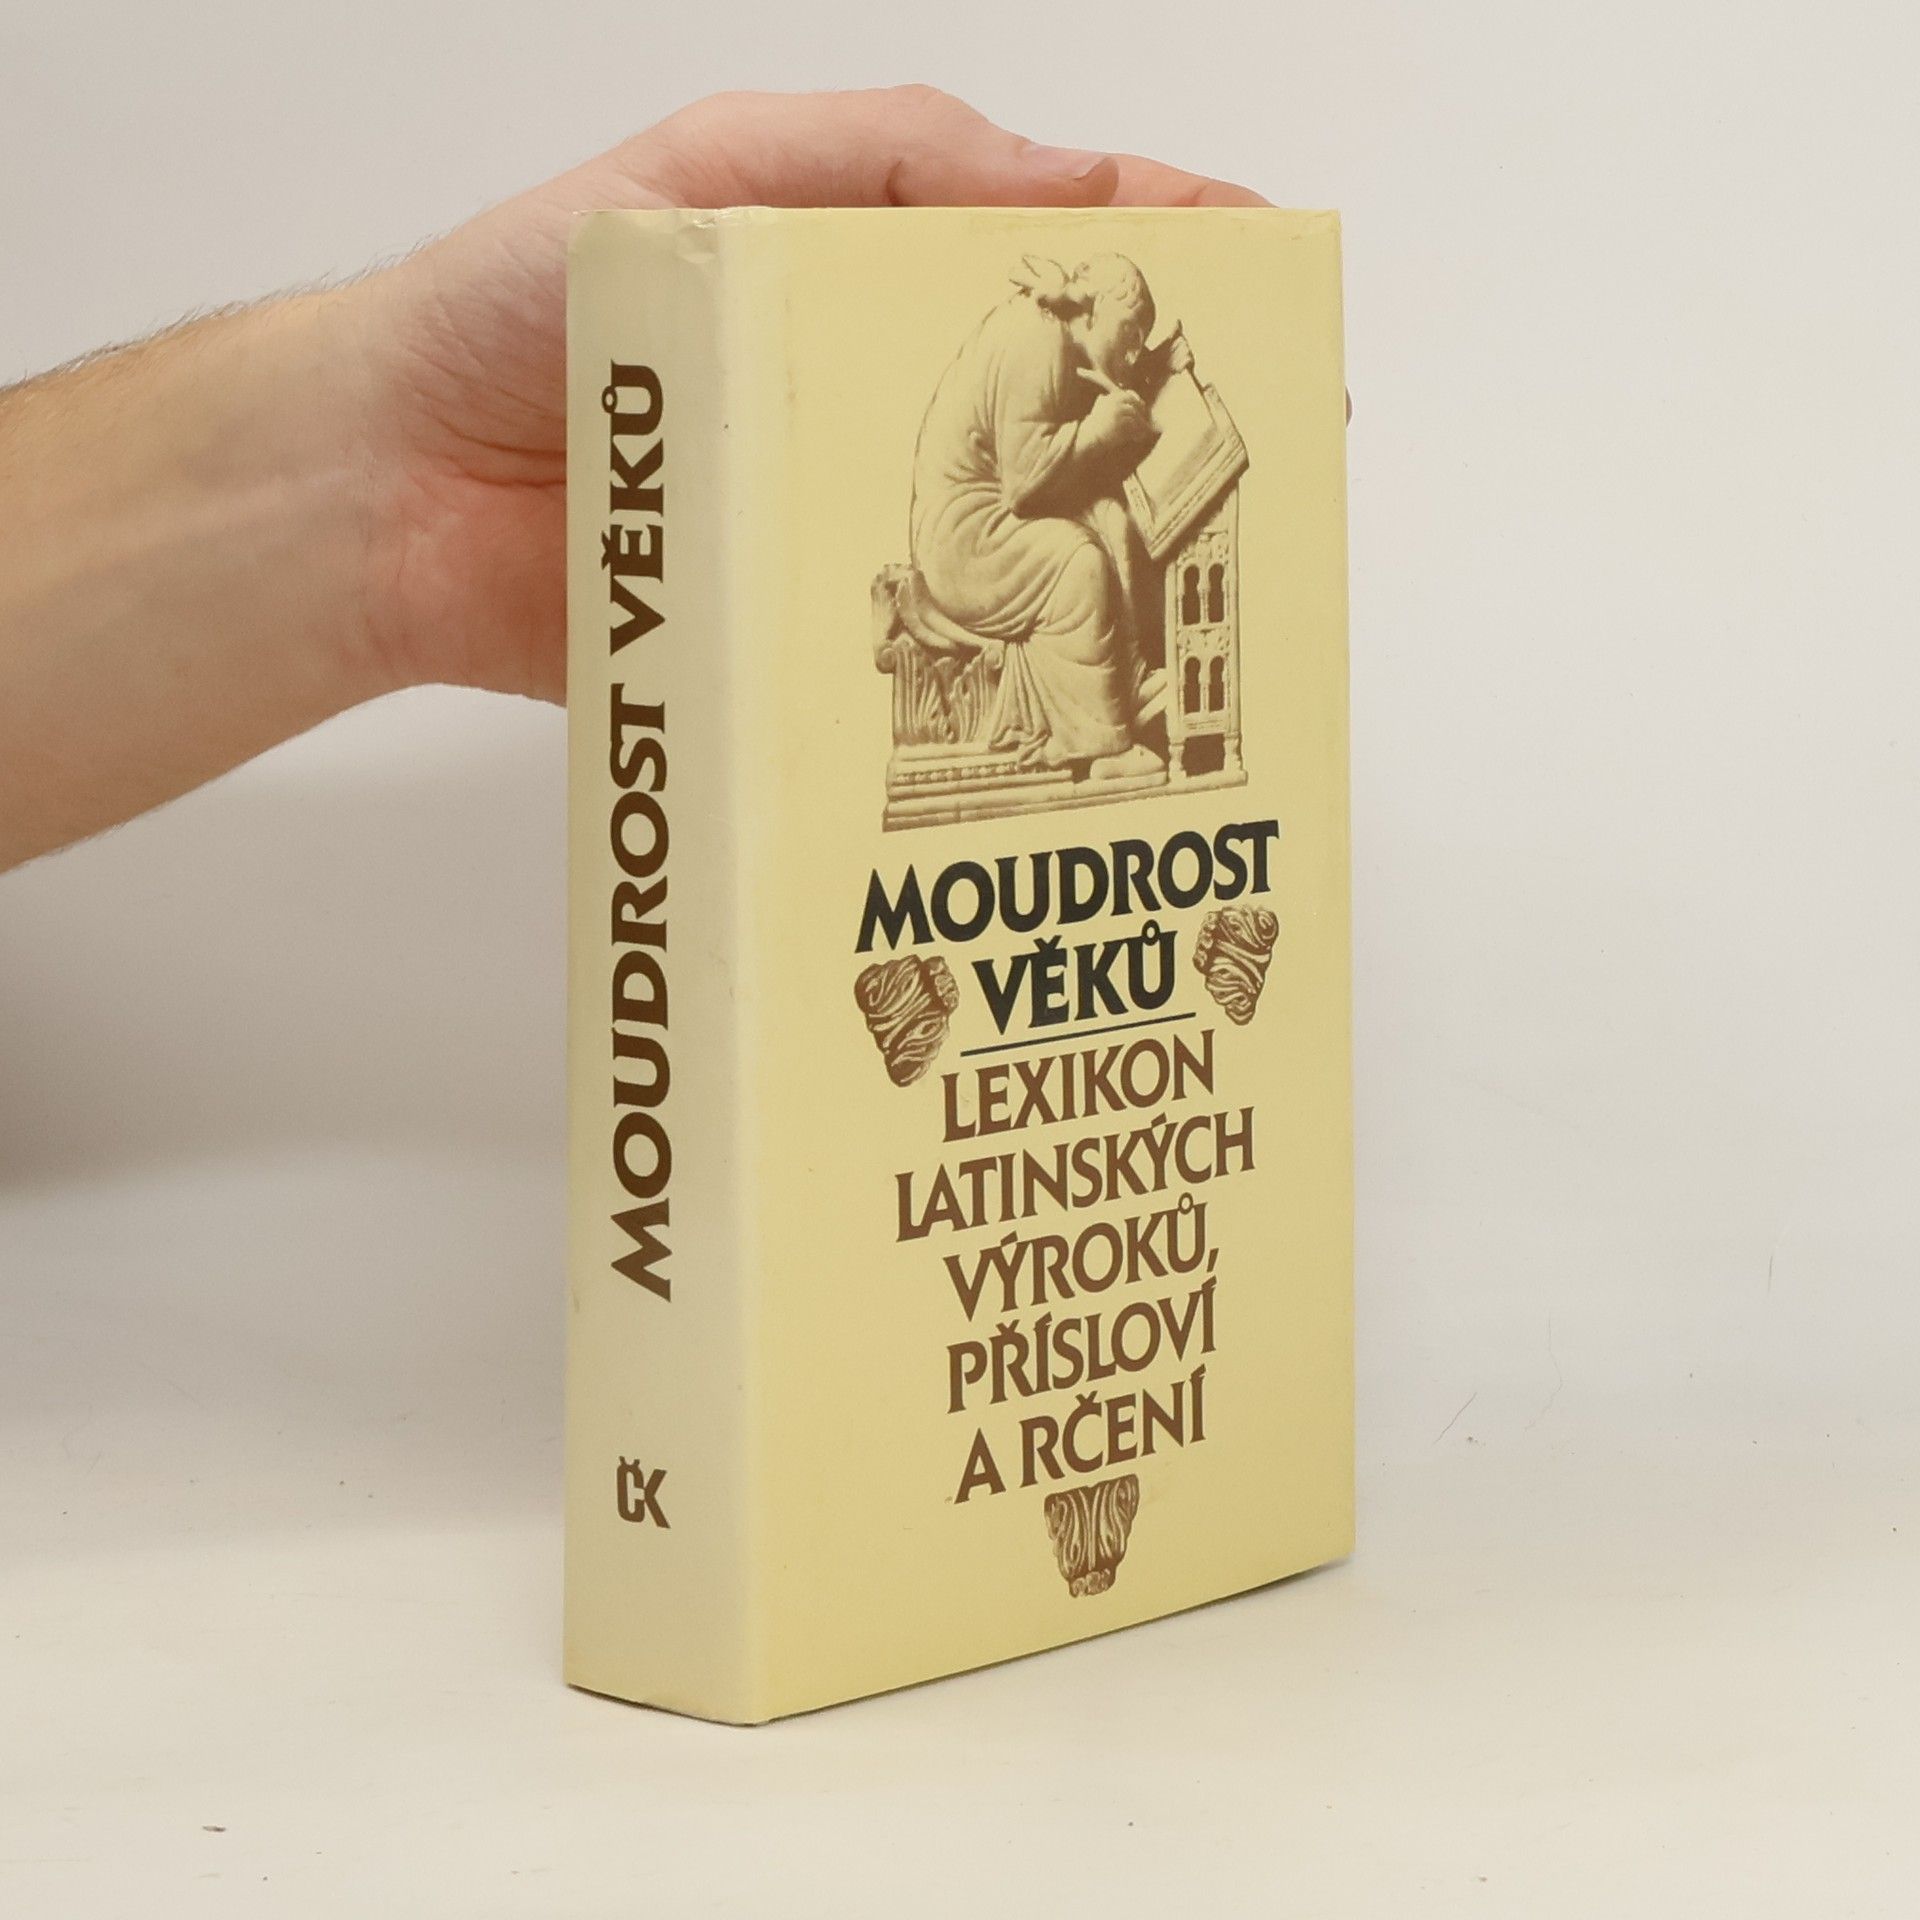 MOUDROST VĚKŮ
ČK
MOUDROST
VĚKŮ
LEXIKON
LATINSKÝCH
VÝROKŮ,
PŘÍSLOVÍ
A RČENÍ